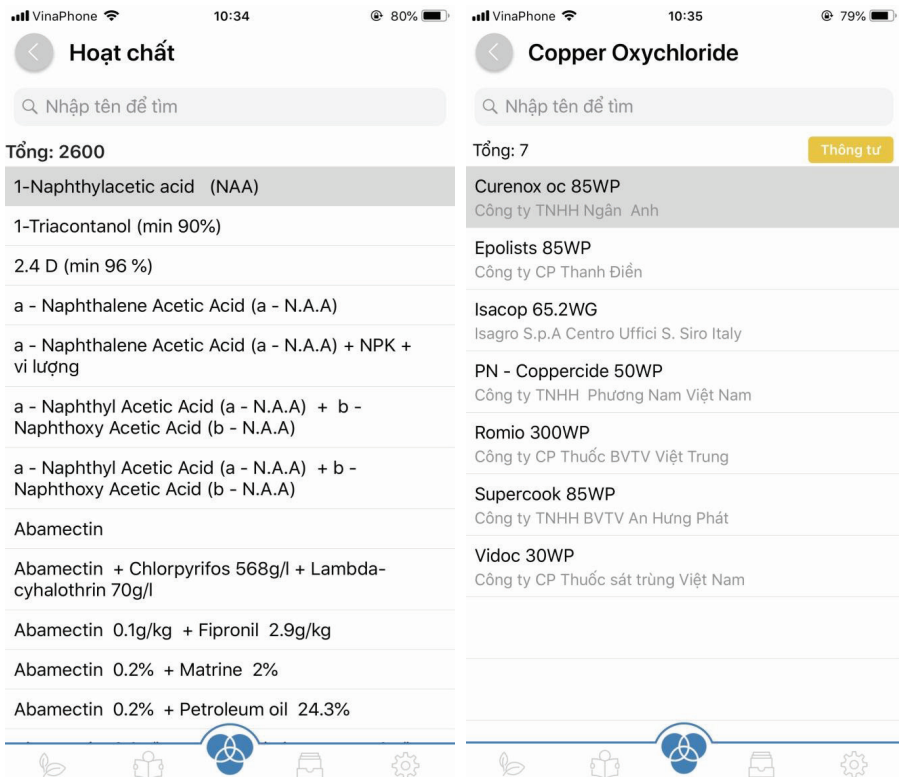 VinaPhone 10:34 80%
Hoạt chất
Nhập tên để tìm
Tổng: 2600
1-Naphthylacetic acid (NAA)
1-Triacontanol (min 90%)
2.4 D (min 96 %)
a - Naphthalene Acetic Acid (a - N.A.A)
a - Naphthalene Acetic Acid (a - N.A.A) + NPK +
vi lượng
a - Naphthyl Acetic Acid (a - N.A.A) + b -
Naphthoxy Acetic Acid (b - N.A.A)
a - Naphthyl Acetic Acid (a - N.A.A) + b -
Naphthoxy Acetic Acid (b - N.A.A)
Abamectin
Abamectin + Chlorpyrifos 568g/l + Lambda-
cyhalothrin 70g/l
Abamectin 0.1g/kg + Fipronil 2.9g/kg
Abamectin 0.2% + Matrine 2%
Abamectin 0.2% + Petroleum oil 24.3%
VinaPhone 10:35 79%
Copper Oxychloride
Nhập tên để tìm
Tổng: 7 Thông tư
Curenox oc 85WP
Công ty TNHH Ngân Anh
Epolists 85WP
Công ty CP Thanh Điền
Isacop 65.2WG
Isagro S.p.A Centro Uffici S. Siro Italy
PN - Coppercide 50WP
Công ty TNHH Phương Nam Việt Nam
Romio 300WP
Công ty CP Thuốc BVTV Việt Trung
Supercook 85WP
Công ty TNHH BVTV An Hưng Phát
Vidoc 30WP
Công ty CP Thuốc sát trùng Việt Nam